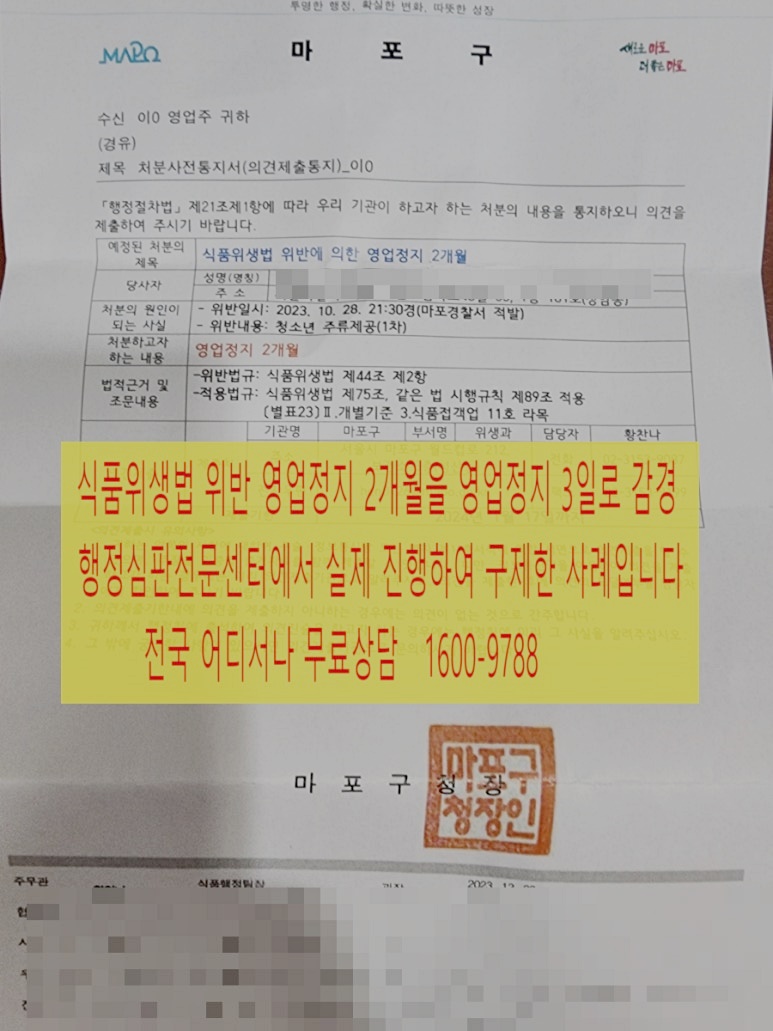 투명한 행정, 확실한 변화, 따뜻한 성장
MAPO
마 포 구
새로운 마포
더 좋은 마포
수신 이0 영업주 귀하
(경유)
제목 처분사전통지서(의견제출통지)_이0
「행정절차법」제21조제1항에 따라 우리 기관이 하고자 하는 처분의 내용을 통지하오니 의견을
제출하여 주시기 바랍니다.
예정된 처분의 제목 식품위생법 위반에 의한 영업정지 2개월
당사자 성명(명칭)
주 소
처분의 원인이 되는 사실 - 위반일시: 2023. 10. 28. 21:30경(마포경찰서 적발)
- 위반내용: 청소년 주류제공(1차)
처분하고자 하는 내용 영업정지 2개월
법적근거 및 조문내용 -위반법규: 식품위생법 제44조 제2항
-적용법규: 식품위생법 제75조, 같은 법 시행규칙 제89조 적용
[별표23]Ⅱ.개별기준 3.식품접객업 11호 라목
기관명 마포구 부서명 위생과 담당자 황찬나
식품위생법 위반 영업정지 2개월을 영업정지 3일로 감경
행정심판전문센터에서 실제 진행하여 구제한 사례입니다
전국 어디서나 무료상담 1600-9788
마 포 구 청 장
마포구
청장인
주무관 식품행정팀장 2023. 12.